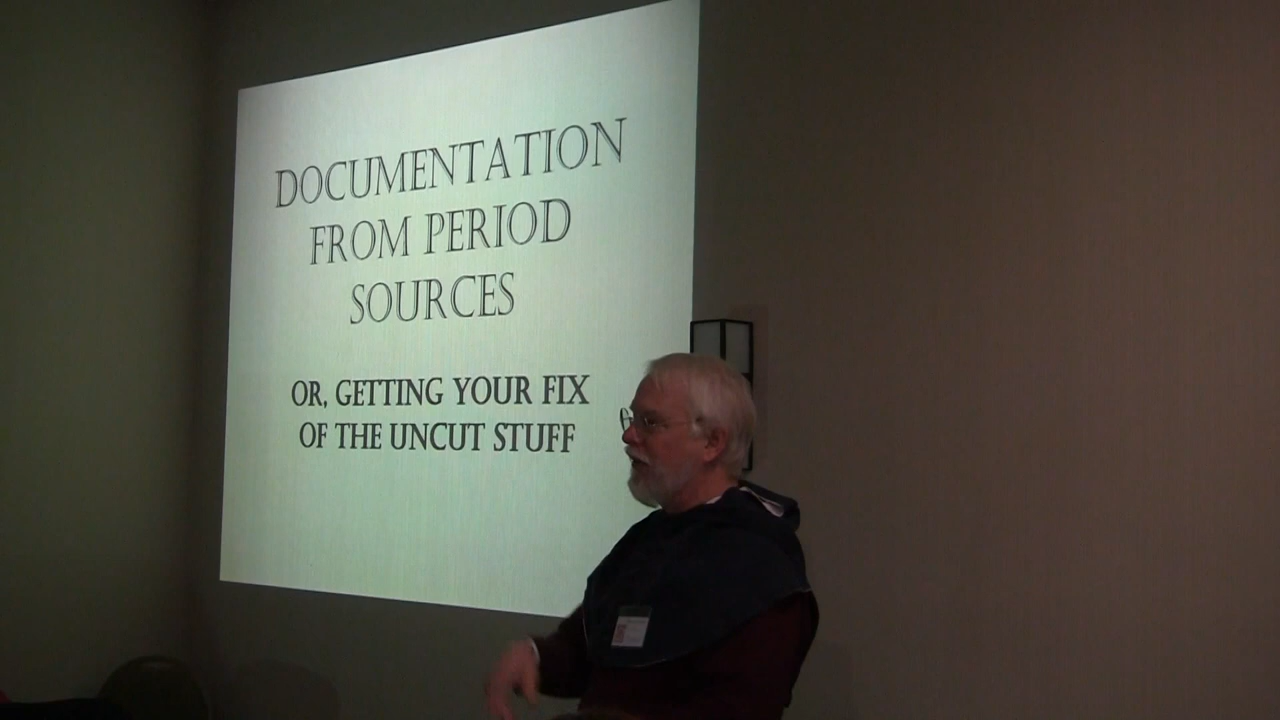 DOCUMENTATION
FROM PERIOD
SOURCES
OR, GETTING YOUR FIX
OF THE UNCUT STUFF